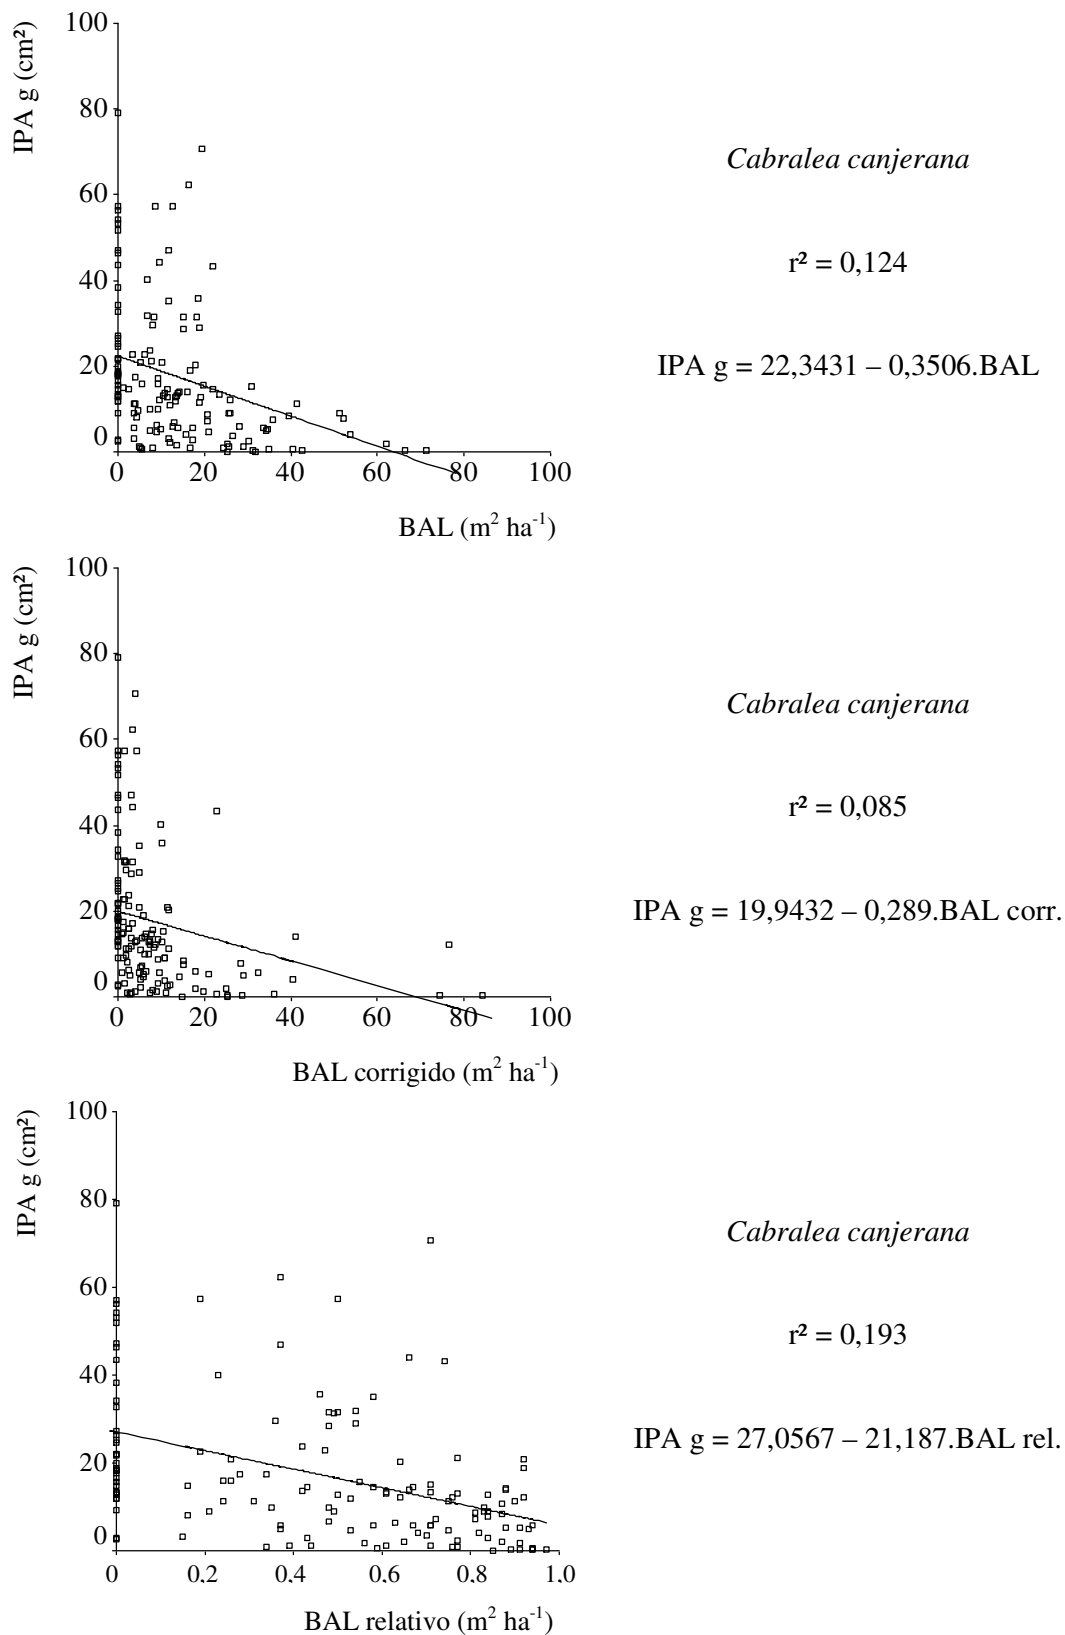 IPA g (cm²)
100
80
60
40
20
0
0 20 40 60 80 100
BAL (m² ha⁻¹)
Cabralea canjerana
r² = 0,124
IPA g = 22,3431 – 0,3506.BAL
IPA g (cm²)
100
80
60
40
20
0
0 20 40 60 80 100
BAL corrigido (m² ha⁻¹)
Cabralea canjerana
r² = 0,085
IPA g = 19,9432 – 0,289.BAL corr.
IPA g (cm²)
100
80
60
40
20
0
0 0,2 0,4 0,6 0,8 1,0
BAL relativo (m² ha⁻¹)
Cabralea canjerana
r² = 0,193
IPA g = 27,0567 – 21,187.BAL rel.